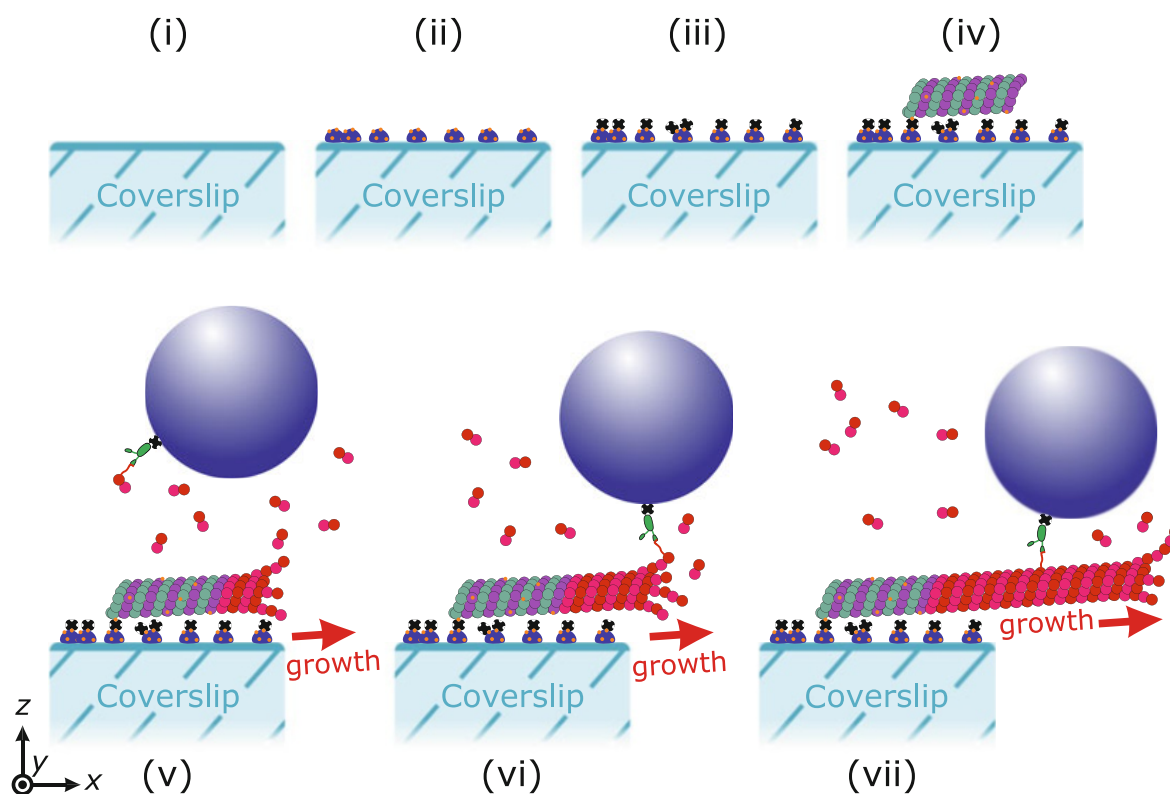 (i) (ii) (iii) (iv)
Coverslip Coverslip Coverslip Coverslip
growth growth growth
Coverslip Coverslip Coverslip
z
y x
(v) (vi) (vii)